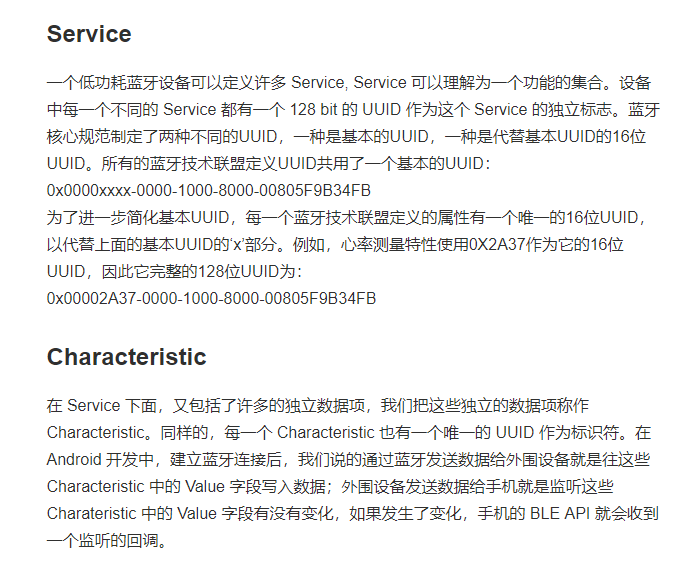 Service
一个低功耗蓝牙设备可以定义许多 Service, Service 可以理解为一个功能的集合。设备
中每一个不同的 Service 都有一个 128 bit 的 UUID 作为这个 Service 的独立标志。蓝牙
核心规范制定了两种不同的UUID，一种是基本的UUID，一种是代替基本UUID的16位
UUID。所有的蓝牙技术联盟定义UUID共用了一个基本的UUID：
0x0000xxxx-0000-1000-8000-00805F9B34FB
为了进一步简化基本UUID，每一个蓝牙技术联盟定义的属性有一个唯一的16位UUID，
以代替上面的基本UUID的‘x’部分。例如，心率测量特性使用0X2A37作为它的16位
UUID，因此它完整的128位UUID为：
0x00002A37-0000-1000-8000-00805F9B34FB
Characteristic
在 Service 下面，又包括了许多的独立数据项，我们把这些独立的数据项称作
Characteristic。同样的，每一个 Characteristic 也有一个唯一的 UUID 作为标识符。在
Android 开发中，建立蓝牙连接后，我们说的通过蓝牙发送数据给外围设备就是往这些
Characteristic 中的 Value 字段写入数据；外围设备发送数据给手机就是监听这些
Charateristic 中的 Value 字段有没有变化，如果发生了变化，手机的 BLE API 就会收到
一个监听的回调。